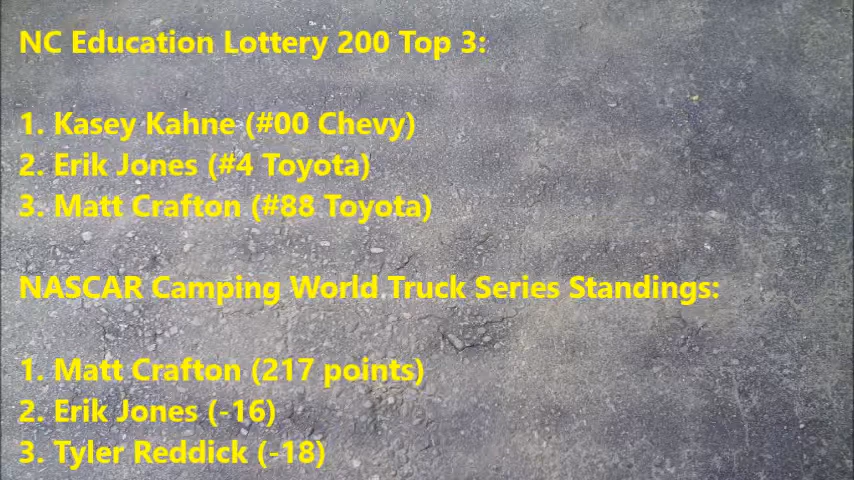 NC Education Lottery 200 Top 3:
1. Kasey Kahne (#00 Chevy)
2. Erik Jones (#4 Toyota)
3. Matt Crafton (#88 Toyota)
NASCAR Camping World Truck Series Standings:
1. Matt Crafton (217 points)
2. Erik Jones (-16)
3. Tyler Reddick (-18)